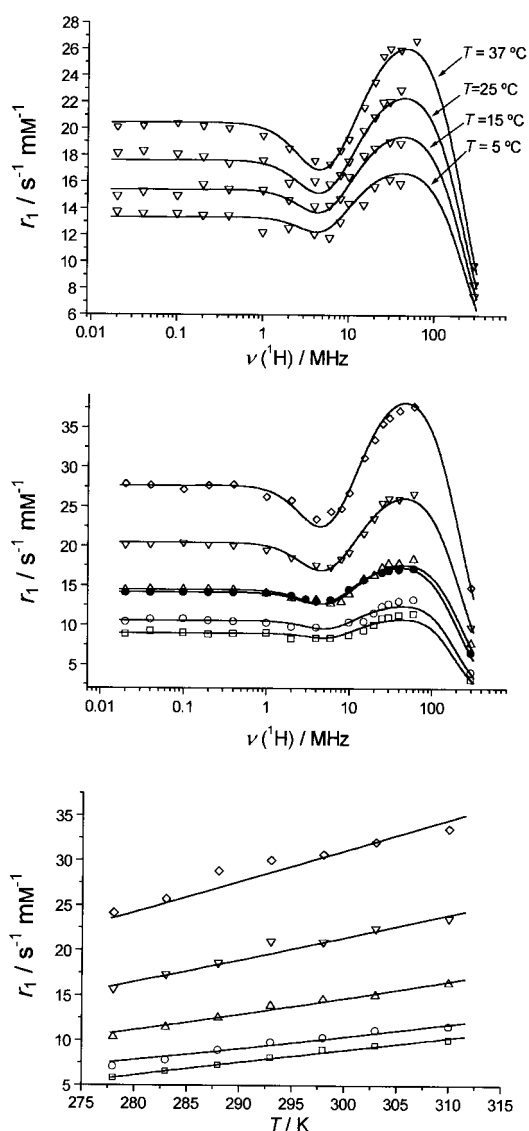 28
26
24
22
20
18
16
14
12
10
8
6
r1 / s⁻¹ mM⁻¹
T = 37 ºC
T=25 ºC
T=15 ºC
T = 5 ºC
0.01 0.1 1 10 100
ν (¹H) / MHz
35
30
25
20
15
10
5
r1 / s⁻¹ mM⁻¹
0.01 0.1 1 10 100
ν (¹H) / MHz
35
30
25
20
15
10
5
r1 / s⁻¹ mM⁻¹
275 280 285 290 295 300 305 310 315
T / K